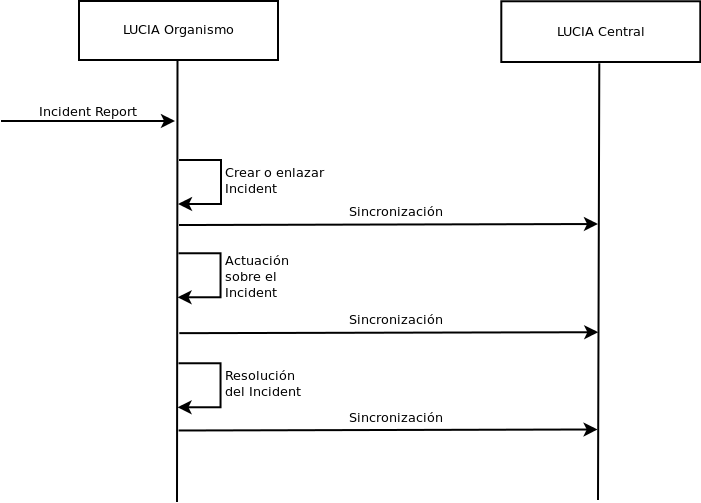 LUCIA Organismo
LUCIA Central
Incident Report
Crear o enlazar
Incident
Sincronización
Actuación
sobre el
Incident
Sincronización
Resolución
del Incident
Sincronización